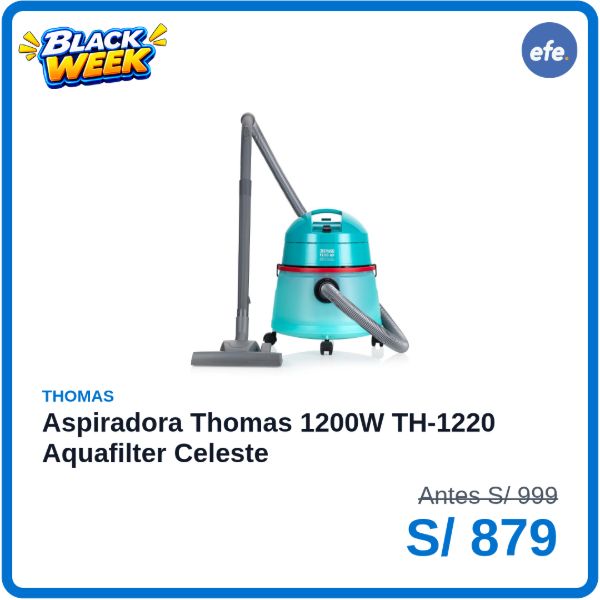 BLACK
WEEK
efe.
THOMAS
Aspiradora Thomas 1200W TH-1220
Aquafilter Celeste
Antes S/ 999
S/ 879